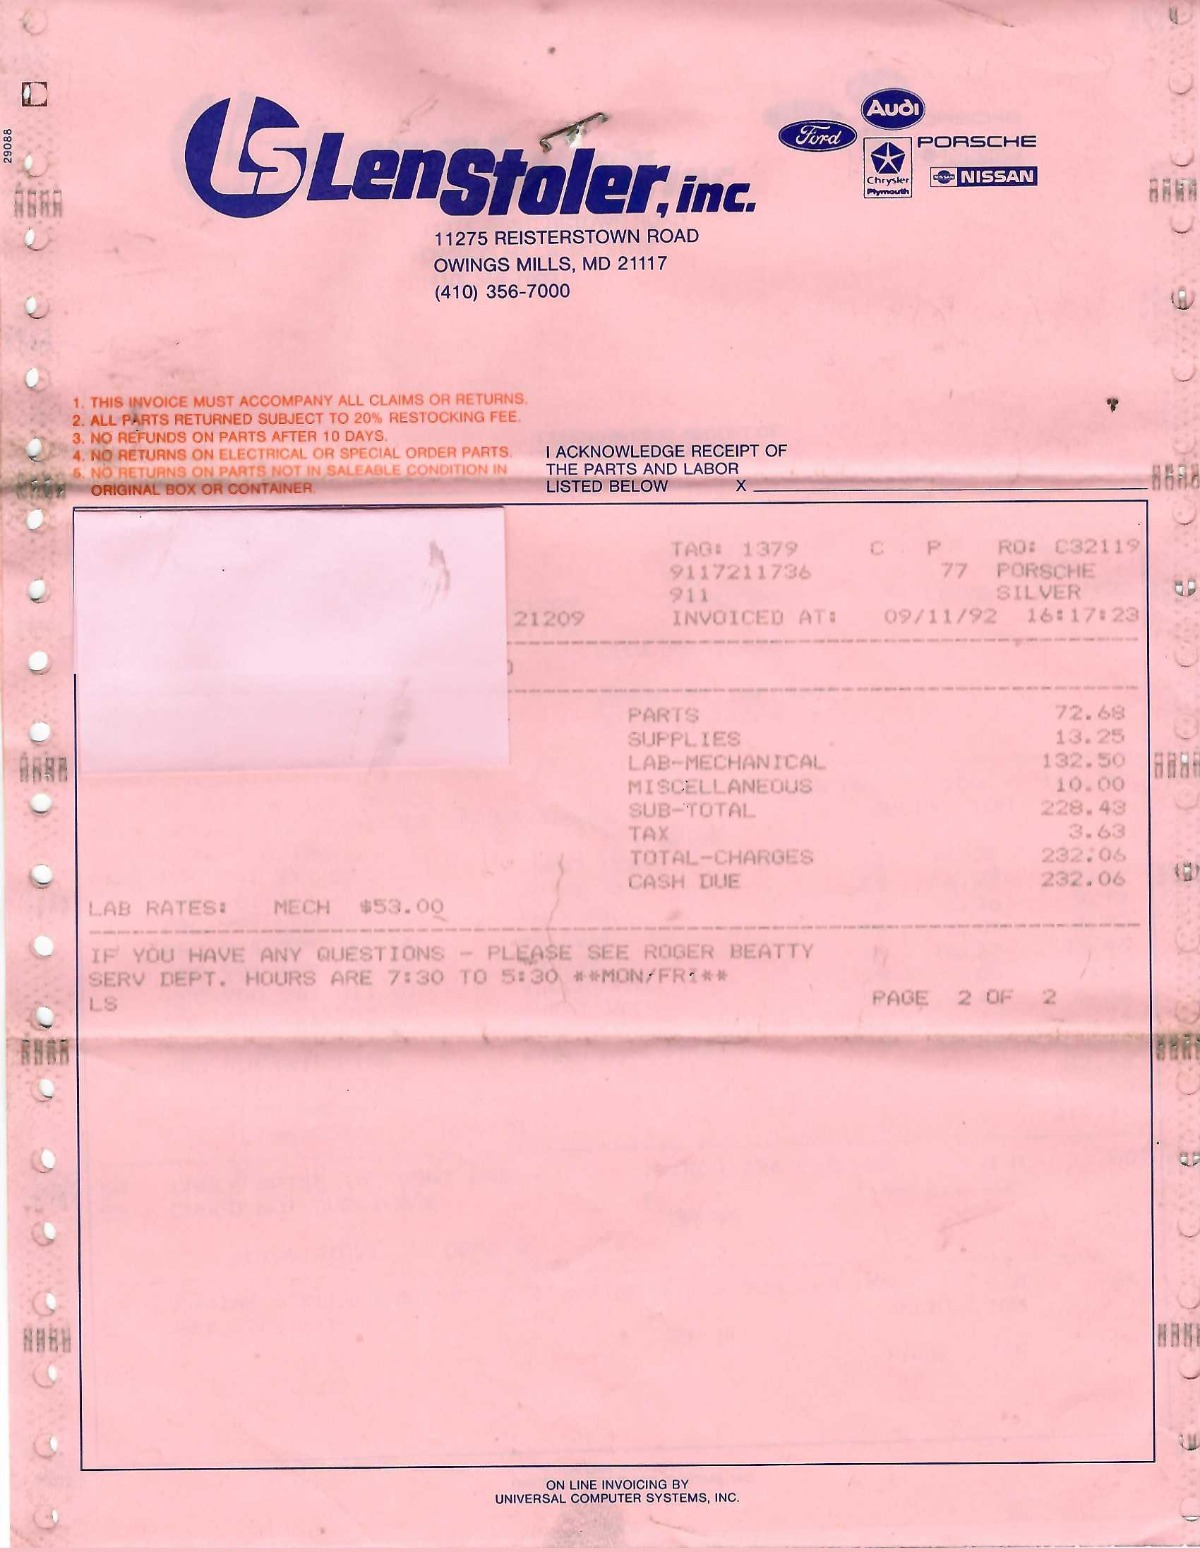 29088
LS LenStoler, inc.
11275 REISTERSTOWN ROAD
OWINGS MILLS, MD 21117
(410) 356-7000
Audi
Ford
PORSCHE
Chrysler
Plymouth
NISSAN NISSAN
1. THIS INVOICE MUST ACCOMPANY ALL CLAIMS OR RETURNS.
2. ALL PARTS RETURNED SUBJECT TO 20% RESTOCKING FEE.
3. NO REFUNDS ON PARTS AFTER 10 DAYS.
4. NO RETURNS ON ELECTRICAL OR SPECIAL ORDER PARTS.
5. NO RETURNS ON PARTS NOT IN SALEABLE CONDITION IN
ORIGINAL BOX OR CONTAINER.
I ACKNOWLEDGE RECEIPT OF
THE PARTS AND LABOR
LISTED BELOW X
TAG: 1379 C P RO: C32119
9117211736 77 PORSCHE
911 SILVER
21209 INVOICED AT: 09/11/92 16:17:23
PARTS 72.68
SUPPLIES 13.25
LAB-MECHANICAL 132.50
MISCELLANEOUS 10.00
SUB-TOTAL 228.43
TAX 3.63
TOTAL-CHARGES 232.06
CASH DUE 232.06
LAB RATES: MECH $53.00
IF YOU HAVE ANY QUESTIONS - PLEASE SEE ROGER BEATTY
SERV DEPT. HOURS ARE 7:30 TO 5:30 **MON/FRI**
LS PAGE 2 OF 2
ON LINE INVOICING BY
UNIVERSAL COMPUTER SYSTEMS, INC.